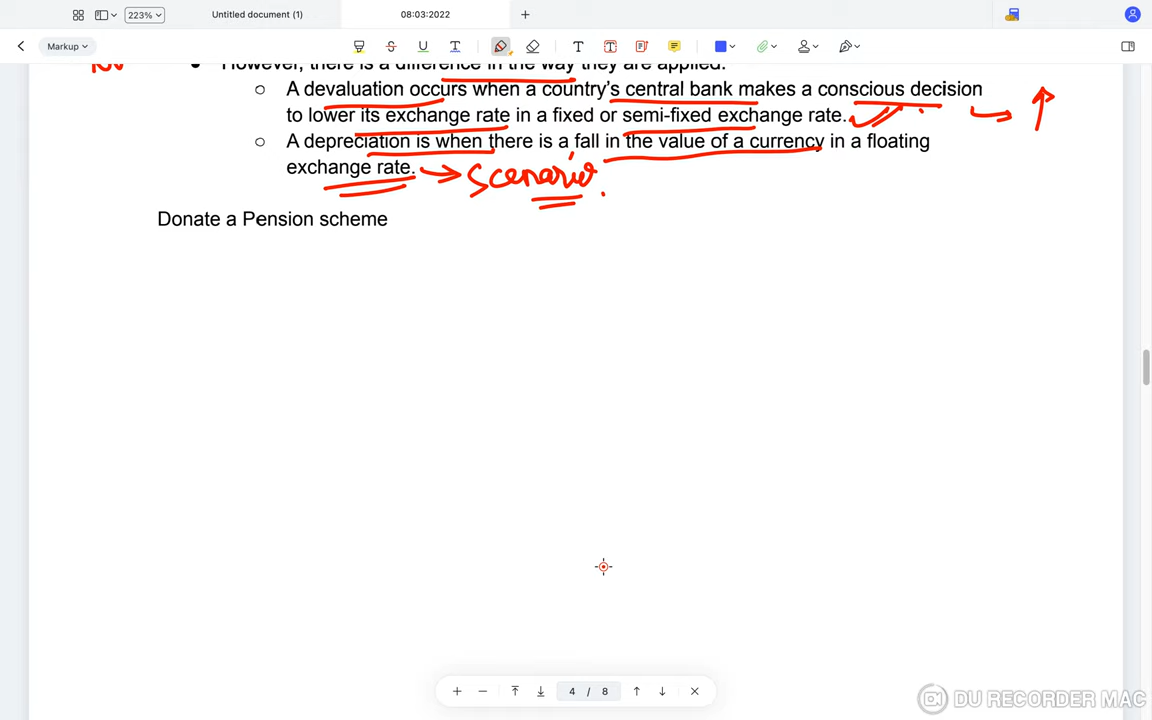 223%
Untitled document (1)
08:03:2022
Markup
However, there is a difference in the way they are applied.
A devaluation occurs when a country's central bank makes a conscious decision
to lower its exchange rate in a fixed or semi-fixed exchange rate.
A depreciation is when there is a fall in the value of a currency in a floating
exchange rate. → Scenario.
Donate a Pension scheme
4 / 8
DU RECORDER MAC